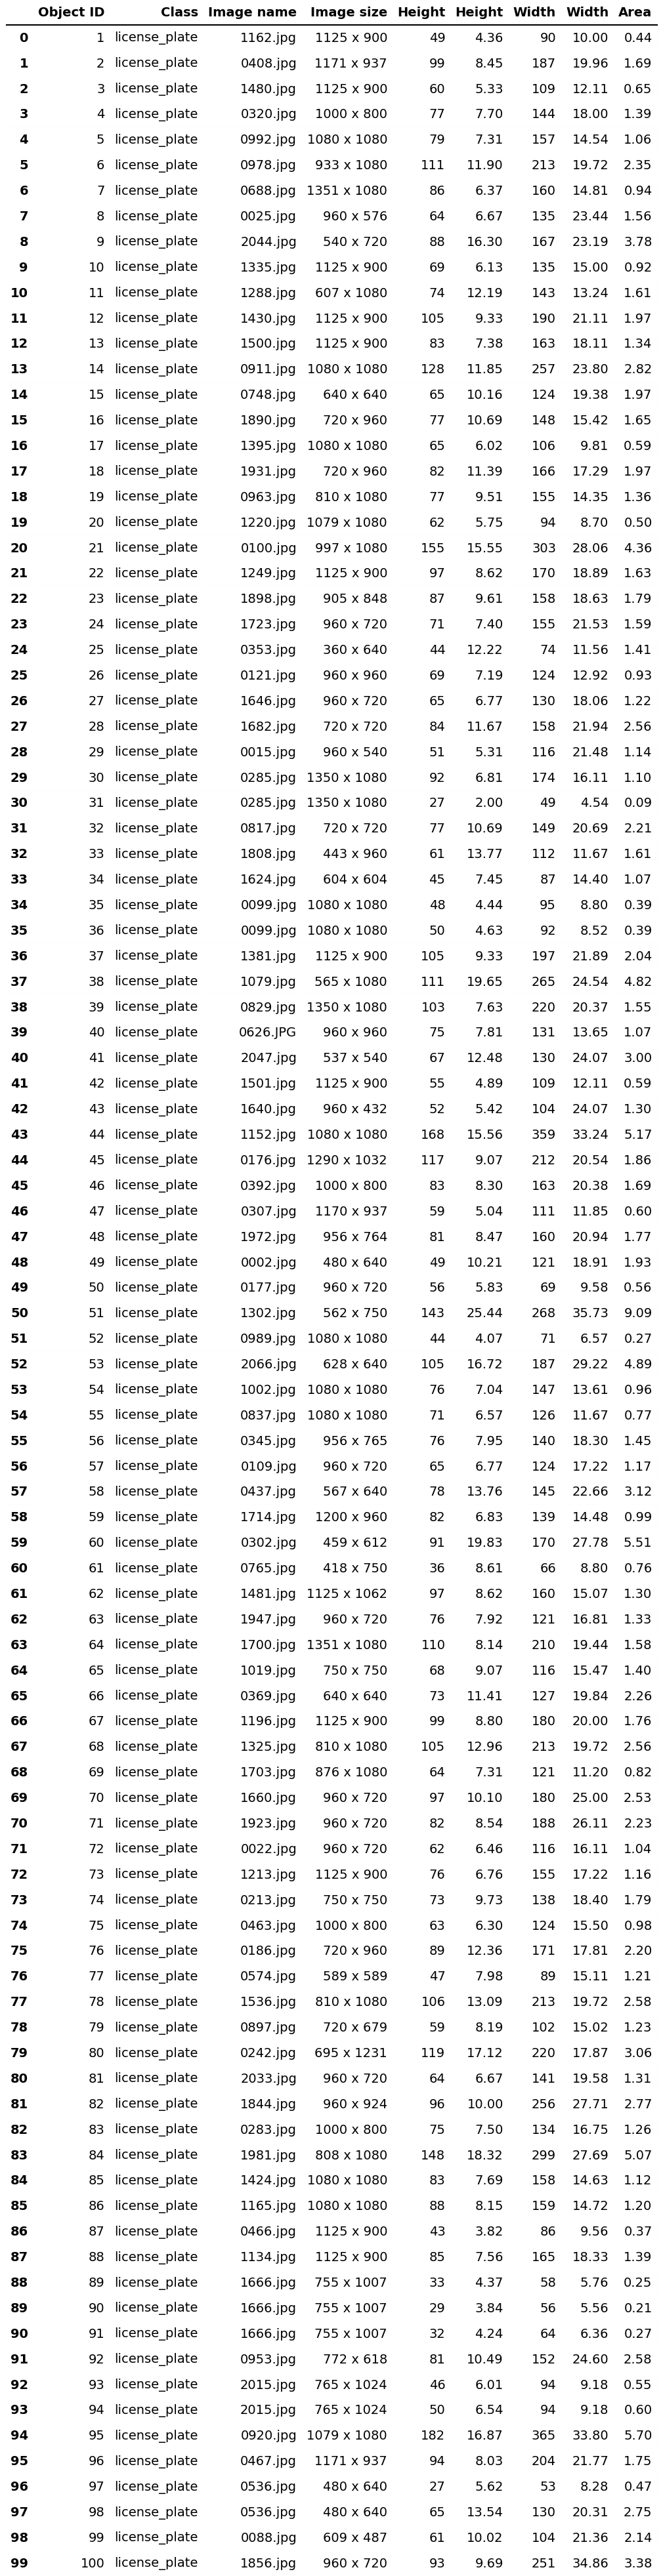 Object ID Class Image name Image size Height Height Width Width Area
0 1 license_plate 1162.jpg 1125 x 900 49 4.36 90 10.00 0.44
1 2 license_plate 0408.jpg 1171 x 937 99 8.45 187 19.96 1.69
2 3 license_plate 1480.jpg 1125 x 900 60 5.33 109 12.11 0.65
3 4 license_plate 0320.jpg 1000 x 800 77 7.70 144 18.00 1.39
4 5 license_plate 0992.jpg 1080 x 1080 79 7.31 157 14.54 1.06
5 6 license_plate 0978.jpg 933 x 1080 111 11.90 213 19.72 2.35
6 7 license_plate 0688.jpg 1351 x 1080 86 6.37 160 14.81 0.94
7 8 license_plate 0025.jpg 960 x 576 64 6.67 135 23.44 1.56
8 9 license_plate 2044.jpg 540 x 720 88 16.30 167 23.19 3.78
9 10 license_plate 1335.jpg 1125 x 900 69 6.13 135 15.00 0.92
10 11 license_plate 1288.jpg 607 x 1080 74 12.19 143 13.24 1.61
11 12 license_plate 1430.jpg 1125 x 900 105 9.33 190 21.11 1.97
12 13 license_plate 1500.jpg 1125 x 900 83 7.38 163 18.11 1.34
13 14 license_plate 0911.jpg 1080 x 1080 128 11.85 257 23.80 2.82
14 15 license_plate 0748.jpg 640 x 640 65 10.16 124 19.38 1.97
15 16 license_plate 1890.jpg 720 x 960 77 10.69 148 15.42 1.65
16 17 license_plate 1395.jpg 1080 x 1080 65 6.02 106 9.81 0.59
17 18 license_plate 1931.jpg 720 x 960 82 11.39 166 17.29 1.97
18 19 license_plate 0963.jpg 810 x 1080 77 9.51 155 14.35 1.36
19 20 license_plate 1220.jpg 1079 x 1080 62 5.75 94 8.70 0.50
20 21 license_plate 0100.jpg 997 x 1080 155 15.55 303 28.06 4.36
21 22 license_plate 1249.jpg 1125 x 900 97 8.62 170 18.89 1.63
22 23 license_plate 1898.jpg 905 x 848 87 9.61 158 18.63 1.79
23 24 license_plate 1723.jpg 960 x 720 71 7.40 155 21.53 1.59
24 25 license_plate 0353.jpg 360 x 640 44 12.22 74 11.56 1.41
25 26 license_plate 0121.jpg 960 x 960 69 7.19 124 12.92 0.93
26 27 license_plate 1646.jpg 960 x 720 65 6.77 130 18.06 1.22
27 28 license_plate 1682.jpg 720 x 720 84 11.67 158 21.94 2.56
28 29 license_plate 0015.jpg 960 x 540 51 5.31 116 21.48 1.14
29 30 license_plate 0285.jpg 1350 x 1080 92 6.81 174 16.11 1.10
30 31 license_plate 0285.jpg 1350 x 1080 27 2.00 49 4.54 0.09
31 32 license_plate 0817.jpg 720 x 720 77 10.69 149 20.69 2.21
32 33 license_plate 1808.jpg 443 x 960 61 13.77 112 11.67 1.61
33 34 license_plate 1624.jpg 604 x 604 45 7.45 87 14.40 1.07
34 35 license_plate 0099.jpg 1080 x 1080 48 4.44 95 8.80 0.39
35 36 license_plate 0099.jpg 1080 x 1080 50 4.63 92 8.52 0.39
36 37 license_plate 1381.jpg 1125 x 900 105 9.33 197 21.89 2.04
37 38 license_plate 1079.jpg 565 x 1080 111 19.65 265 24.54 4.82
38 39 license_plate 0829.jpg 1350 x 1080 103 7.63 220 20.37 1.55
39 40 license_plate 0626.JPG 960 x 960 75 7.81 131 13.65 1.07
40 41 license_plate 2047.jpg 537 x 540 67 12.48 130 24.07 3.00
41 42 license_plate 1501.jpg 1125 x 900 55 4.89 109 12.11 0.59
42 43 license_plate 1640.jpg 960 x 432 52 5.42 104 24.07 1.30
43 44 license_plate 1152.jpg 1080 x 1080 168 15.56 359 33.24 5.17
44 45 license_plate 0176.jpg 1290 x 1032 117 9.07 212 20.54 1.86
45 46 license_plate 0392.jpg 1000 x 800 83 8.30 163 20.38 1.69
46 47 license_plate 0307.jpg 1170 x 937 59 5.04 111 11.85 0.60
47 48 license_plate 1972.jpg 956 x 764 81 8.47 160 20.94 1.77
48 49 license_plate 0002.jpg 480 x 640 49 10.21 121 18.91 1.93
49 50 license_plate 0177.jpg 960 x 720 56 5.83 69 9.58 0.56
50 51 license_plate 1302.jpg 562 x 750 143 25.44 268 35.73 9.09
51 52 license_plate 0989.jpg 1080 x 1080 44 4.07 71 6.57 0.27
52 53 license_plate 2066.jpg 628 x 640 105 16.72 187 29.22 4.89
53 54 license_plate 1002.jpg 1080 x 1080 76 7.04 147 13.61 0.96
54 55 license_plate 0837.jpg 1080 x 1080 71 6.57 126 11.67 0.77
55 56 license_plate 0345.jpg 956 x 765 76 7.95 140 18.30 1.45
56 57 license_plate 0109.jpg 960 x 720 65 6.77 124 17.22 1.17
57 58 license_plate 0437.jpg 567 x 640 78 13.76 145 22.66 3.12
58 59 license_plate 1714.jpg 1200 x 960 82 6.83 139 14.48 0.99
59 60 license_plate 0302.jpg 459 x 612 91 19.83 170 27.78 5.51
60 61 license_plate 0765.jpg 418 x 750 36 8.61 66 8.80 0.76
61 62 license_plate 1481.jpg 1125 x 1062 97 8.62 160 15.07 1.30
62 63 license_plate 1947.jpg 960 x 720 76 7.92 121 16.81 1.33
63 64 license_plate 1700.jpg 1351 x 1080 110 8.14 210 19.44 1.58
64 65 license_plate 1019.jpg 750 x 750 68 9.07 116 15.47 1.40
65 66 license_plate 0369.jpg 640 x 640 73 11.41 127 19.84 2.26
66 67 license_plate 1196.jpg 1125 x 900 99 8.80 180 20.00 1.76
67 68 license_plate 1325.jpg 810 x 1080 105 12.96 213 19.72 2.56
68 69 license_plate 1703.jpg 876 x 1080 64 7.31 121 11.20 0.82
69 70 license_plate 1660.jpg 960 x 720 97 10.10 180 25.00 2.53
70 71 license_plate 1923.jpg 960 x 720 82 8.54 188 26.11 2.23
71 72 license_plate 0022.jpg 960 x 720 62 6.46 116 16.11 1.04
72 73 license_plate 1213.jpg 1125 x 900 76 6.76 155 17.22 1.16
73 74 license_plate 0213.jpg 750 x 750 73 9.73 138 18.40 1.79
74 75 license_plate 0463.jpg 1000 x 800 63 6.30 124 15.50 0.98
75 76 license_plate 0186.jpg 720 x 960 89 12.36 171 17.81 2.20
76 77 license_plate 0574.jpg 589 x 589 47 7.98 89 15.11 1.21
77 78 license_plate 1536.jpg 810 x 1080 106 13.09 213 19.72 2.58
78 79 license_plate 0897.jpg 720 x 679 59 8.19 102 15.02 1.23
79 80 license_plate 0242.jpg 695 x 1231 119 17.12 220 17.87 3.06
80 81 license_plate 2033.jpg 960 x 720 64 6.67 141 19.58 1.31
81 82 license_plate 1844.jpg 960 x 924 96 10.00 256 27.71 2.77
82 83 license_plate 0283.jpg 1000 x 800 75 7.50 134 16.75 1.26
83 84 license_plate 1981.jpg 808 x 1080 148 18.32 299 27.69 5.07
84 85 license_plate 1424.jpg 1080 x 1080 83 7.69 158 14.63 1.12
85 86 license_plate 1165.jpg 1080 x 1080 88 8.15 159 14.72 1.20
86 87 license_plate 0466.jpg 1125 x 900 43 3.82 86 9.56 0.37
87 88 license_plate 1134.jpg 1125 x 900 85 7.56 165 18.33 1.39
88 89 license_plate 1666.jpg 755 x 1007 33 4.37 58 5.76 0.25
89 90 license_plate 1666.jpg 755 x 1007 29 3.84 56 5.56 0.21
90 91 license_plate 1666.jpg 755 x 1007 32 4.24 64 6.36 0.27
91 92 license_plate 0953.jpg 772 x 618 81 10.49 152 24.60 2.58
92 93 license_plate 2015.jpg 765 x 1024 46 6.01 94 9.18 0.55
93 94 license_plate 2015.jpg 765 x 1024 50 6.54 94 9.18 0.60
94 95 license_plate 0920.jpg 1079 x 1080 182 16.87 365 33.80 5.70
95 96 license_plate 0467.jpg 1171 x 937 94 8.03 204 21.77 1.75
96 97 license_plate 0536.jpg 480 x 640 27 5.62 53 8.28 0.47
97 98 license_plate 0536.jpg 480 x 640 65 13.54 130 20.31 2.75
98 99 license_plate 0088.jpg 609 x 487 61 10.02 104 21.36 2.14
99 100 license_plate 1856.jpg 960 x 720 93 9.69 251 34.86 3.38